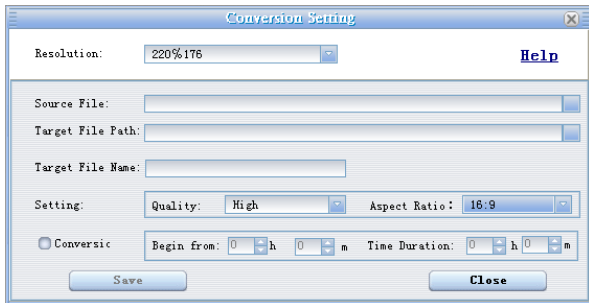 Conversion Setting
Resolution: 220%176 Help
Source File:
Target File Path:
Target File Name:
Setting: Quality: High Aspect Ratio: 16:9
Conversic Begin from: 0 h 0 m Time Duration: 0 h 0 m
Save Close